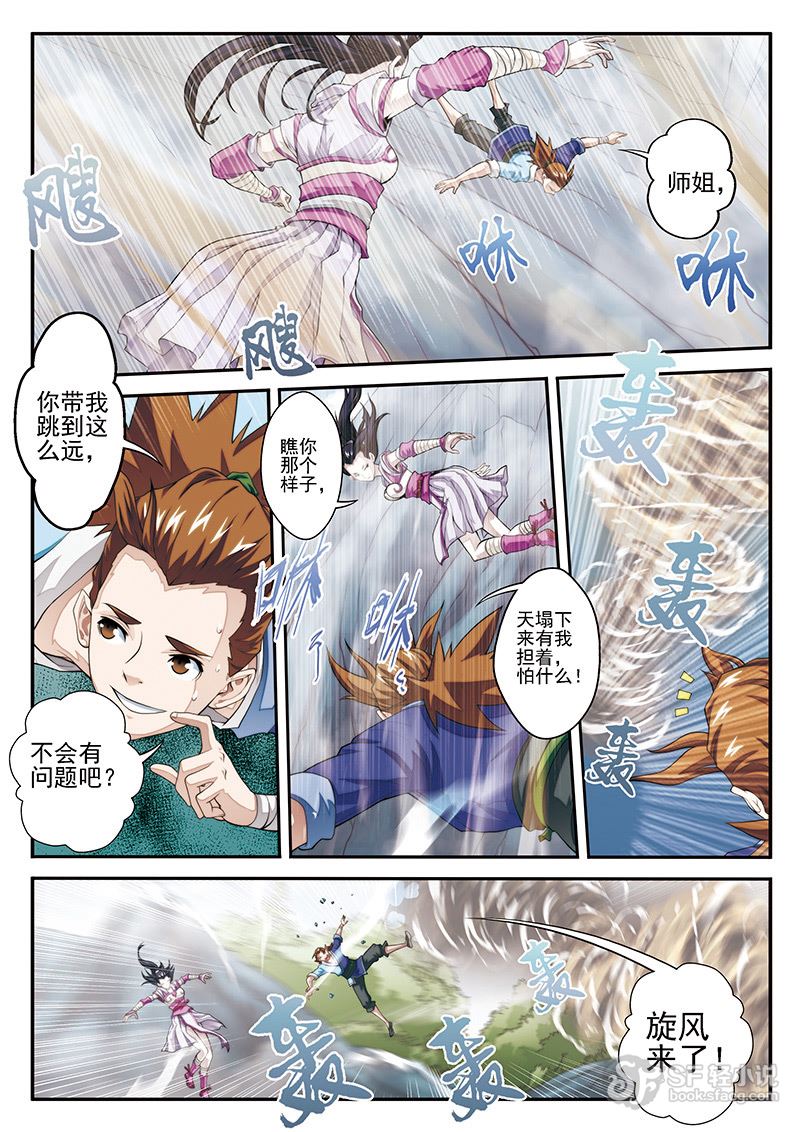 师姐，
飕
咻
咻
飕
你带我
跳到这
么远，
不会有
问题吧？
瞧你
那个
样子，
天塌下
来有我
担着，
怕什么！
咻
咻
轰
轰
轰
旋风
来了！
轰
轰
轰
SF轻小说
book.sfacg.com